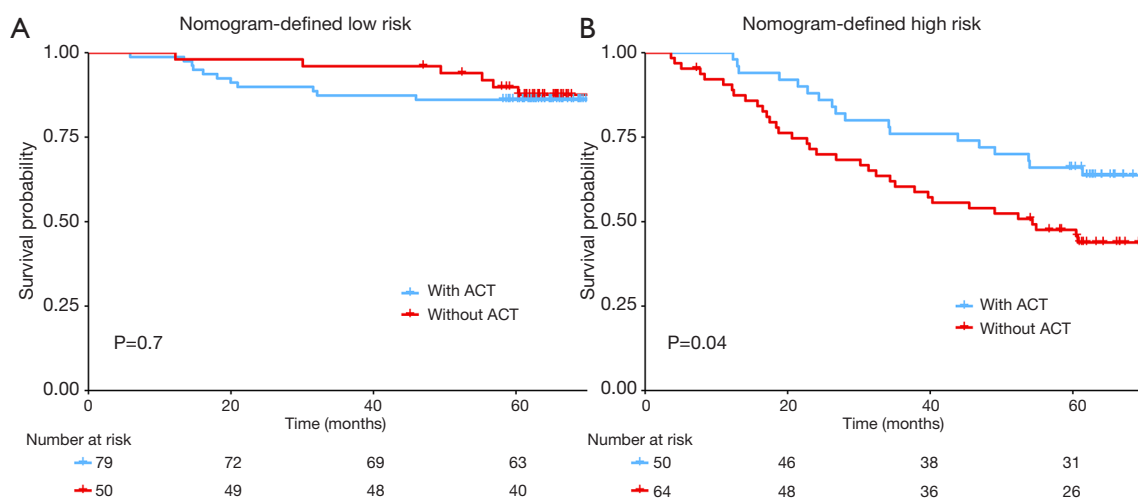 A
Nomogram-defined low risk
1.00
0.75
0.50
0.25
0.00
Survival probability
With ACT
Without ACT
P=0.7
0 20 40 60
Time (months)
Number at risk
79 72 69 63
50 49 48 40
B
Nomogram-defined high risk
1.00
0.75
0.50
0.25
0.00
Survival probability
With ACT
Without ACT
P=0.04
0 20 40 60
Time (months)
Number at risk
50 46 38 31
64 48 36 26